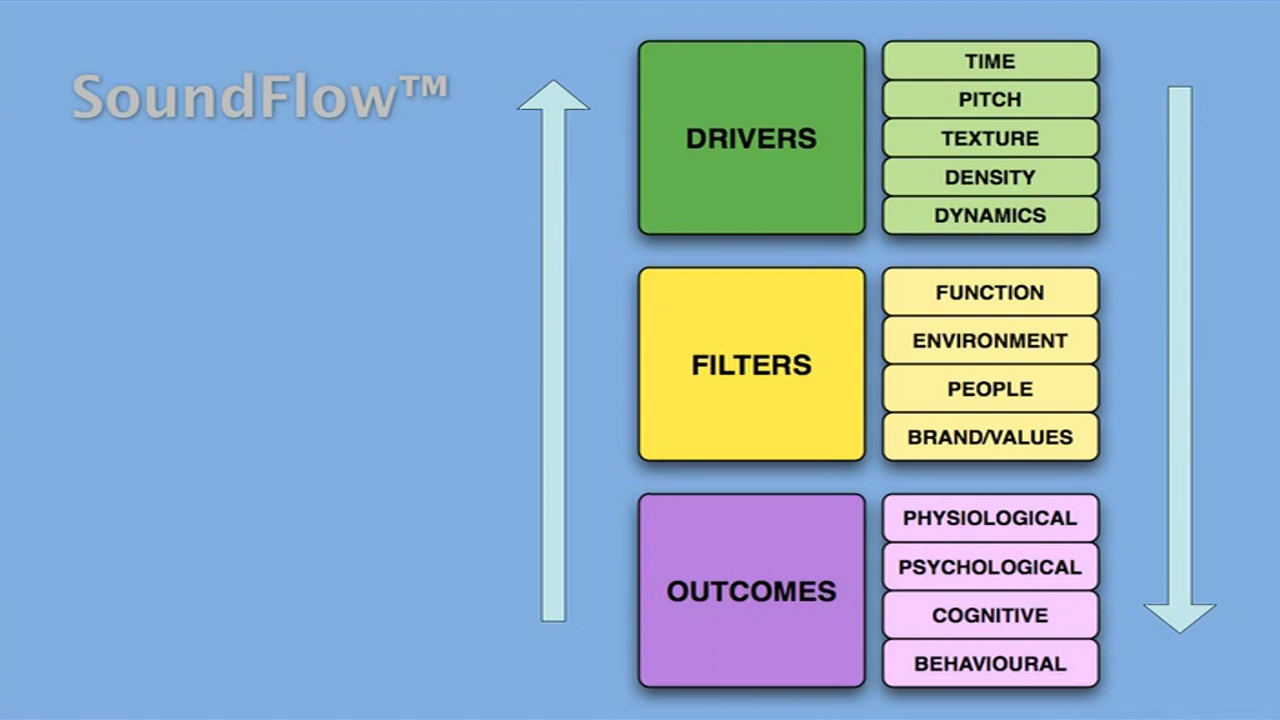 SoundFlow™
DRIVERS
TIME
PITCH
TEXTURE
DENSITY
DYNAMICS
FILTERS
FUNCTION
ENVIRONMENT
PEOPLE
BRAND/VALUES
OUTCOMES
PHYSIOLOGICAL
PSYCHOLOGICAL
COGNITIVE
BEHAVIOURAL